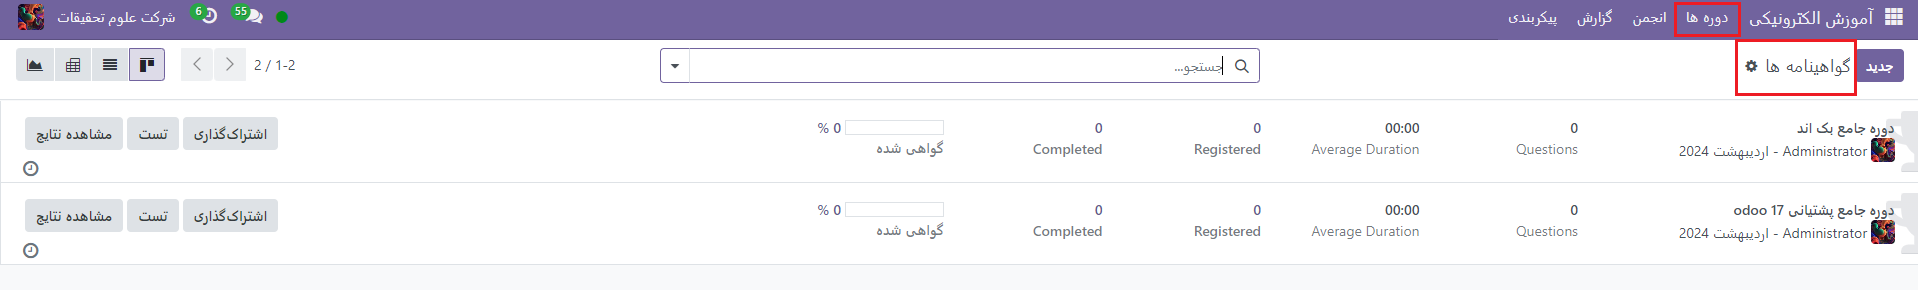 آموزش الکترونیکی دوره ها انجمن گزارش پیکربندی 55 6 شرکت علوم تحقیقات
جدید گواهینامه ها جستجو... 1-2 / 2
دوره جامع بک اند 0 00:00 0 0 0 %
Administrator - اردیبهشت 2024 Questions Average Duration Registered Completed گواهی شده
اشتراک‌گذاری تست مشاهده نتایج
دوره جامع پشتیانی odoo 17 0 00:00 0 0 0 %
Administrator - اردیبهشت 2024 Questions Average Duration Registered Completed گواهی شده
اشتراک‌گذاری تست مشاهده نتایج